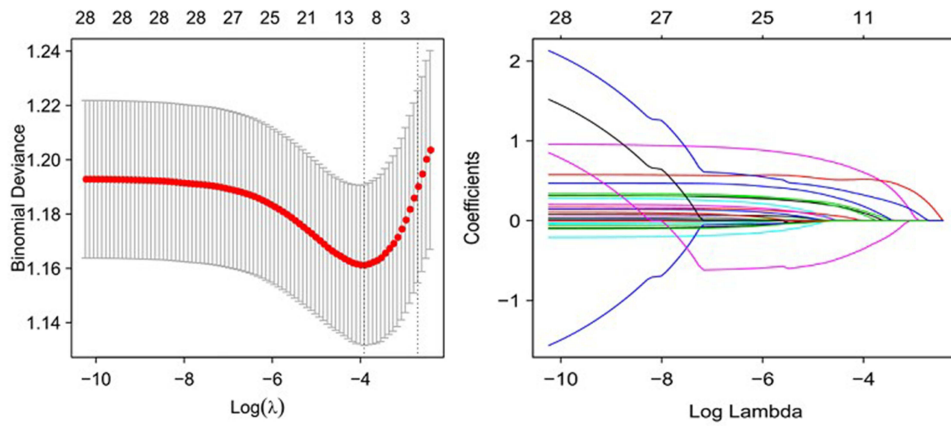 28 28 28 28 27 25 21 13 8 3
1.24
1.22
1.20
1.18
1.16
1.14
Binomial Deviance
−10 −8 −6 −4
Log(λ)
28 27 25 11
2
1
0
−1
Coefficients
−10 −8 −6 −4
Log Lambda